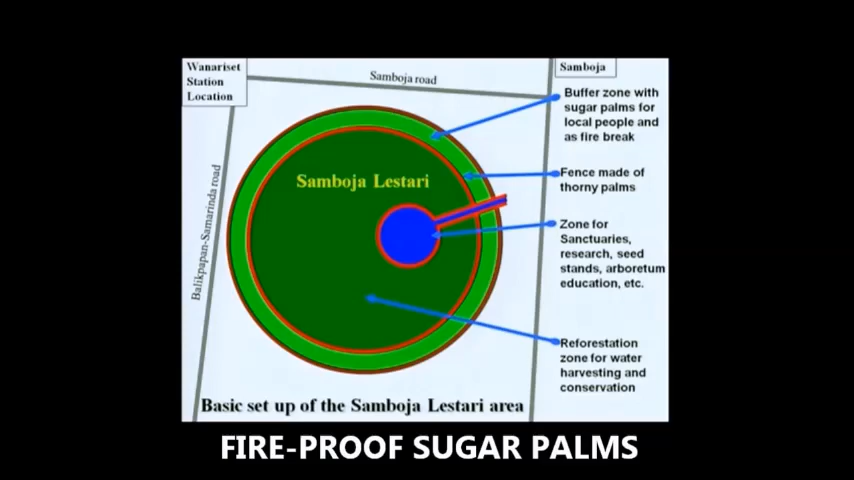 Wanariset
Station
Location
Samboja road
Samboja
Buffer zone with
sugar palms for
local people and
as fire break
Samboja Lestari
Fence made of
thorny palms
Balikpapan-Samarinda road
Zone for
Sanctuaries,
research, seed
stands, arboretum
education, etc.
Reforestation
zone for water
harvesting and
conservation
Basic set up of the Samboja Lestari area
FIRE-PROOF SUGAR PALMS